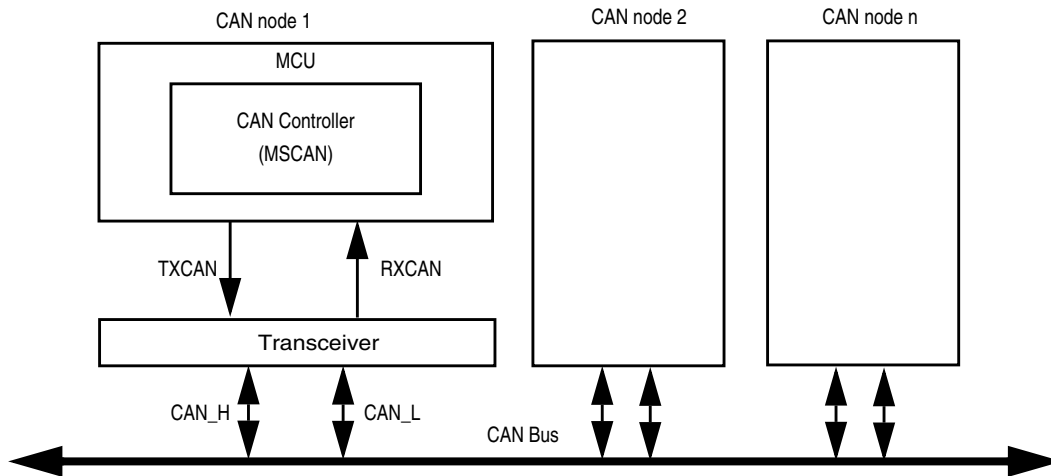 CAN node 1
CAN node 2
CAN node n
MCU
CAN Controller
(MSCAN)
TXCAN
RXCAN
Transceiver
CAN_H
CAN_L
CAN Bus